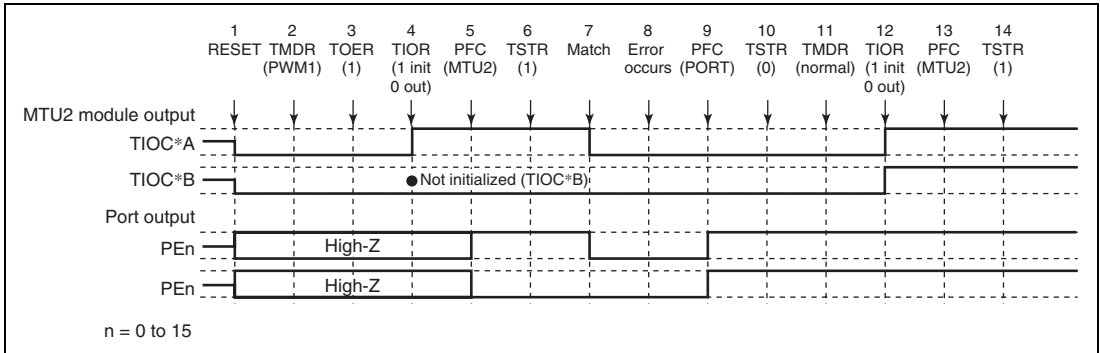 1 2 3 4 5 6 7 8 9 10 11 12 13 14
RESET TMDR TOER TIOR PFC TSTR Match Error PFC TSTR TMDR TIOR PFC TSTR
(PWM1) (1) (1 init (MTU2) (1) occurs (PORT) (0) (normal) (1 init (MTU2) (1)
0 out) 0 out)
MTU2 module output
TIOC*A
TIOC*B ●Not initialized (TIOC*B)
Port output
PEn High-Z
PEn High-Z
n = 0 to 15